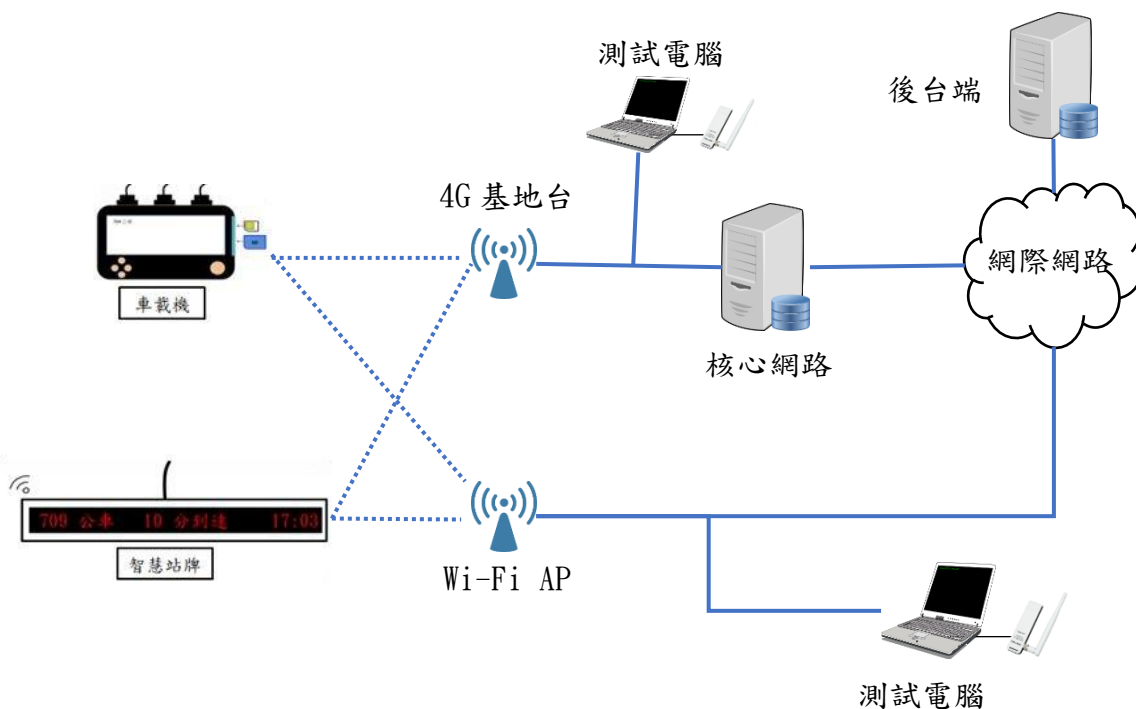 測試電腦
後台端
4G 基地台
網際網路
車載機
核心網路
709 公車 10 分到達 17:03
智慧站牌
Wi-Fi AP
測試電腦